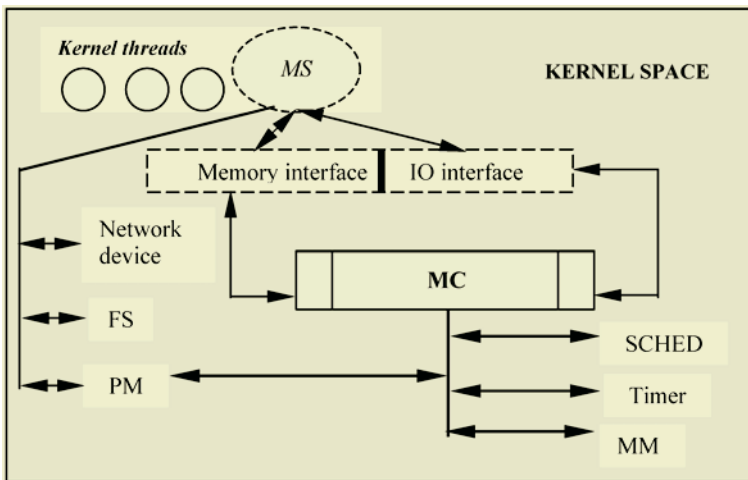 Kernel threads
MS
KERNEL SPACE
Memory interface
IO interface
Network
device
MC
FS
SCHED
PM
Timer
MM